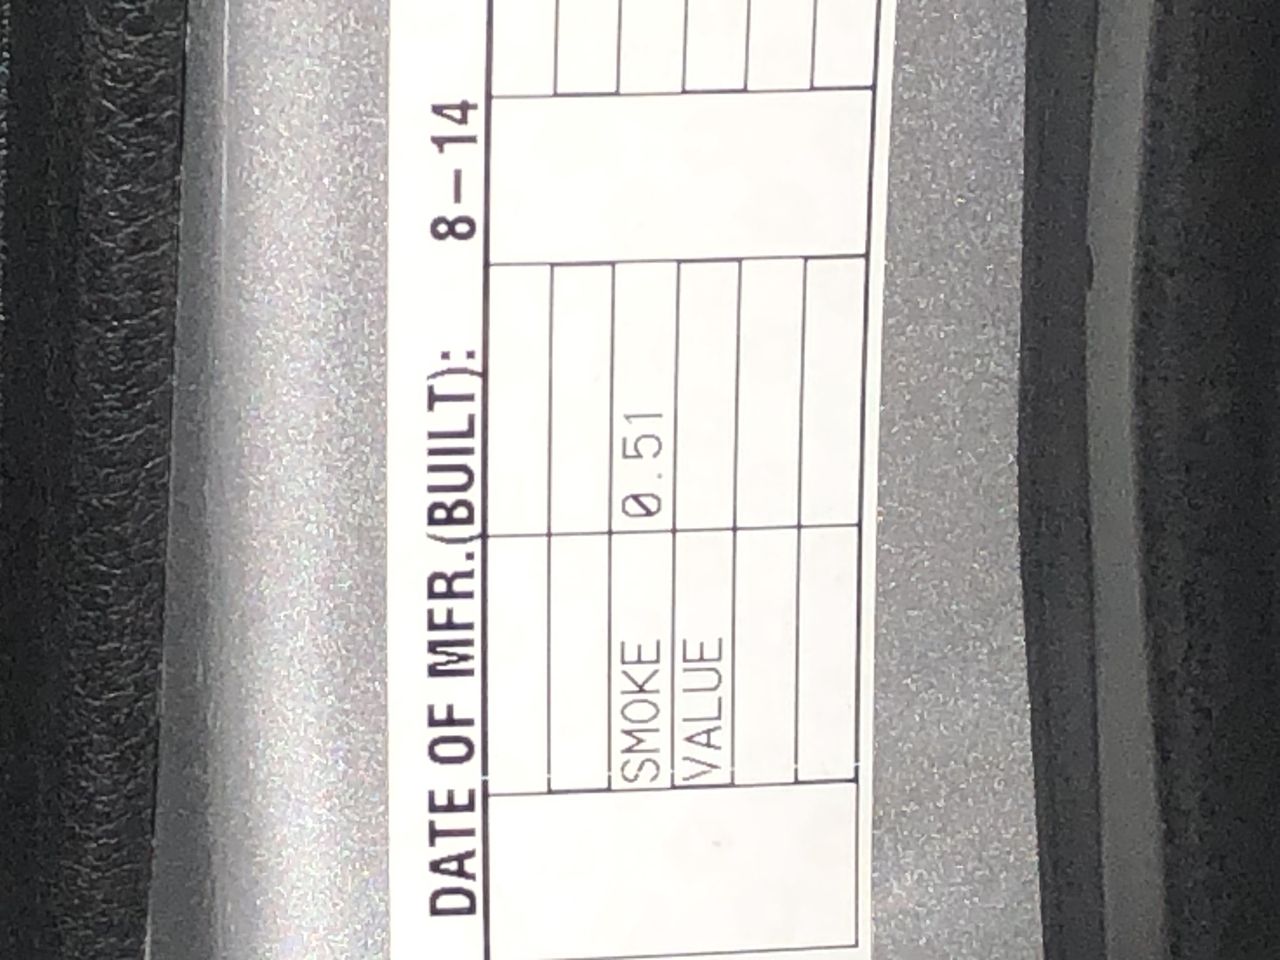 DATE OF MFR.(BUILT): 8-14
SMOKE 0.51
VALUE